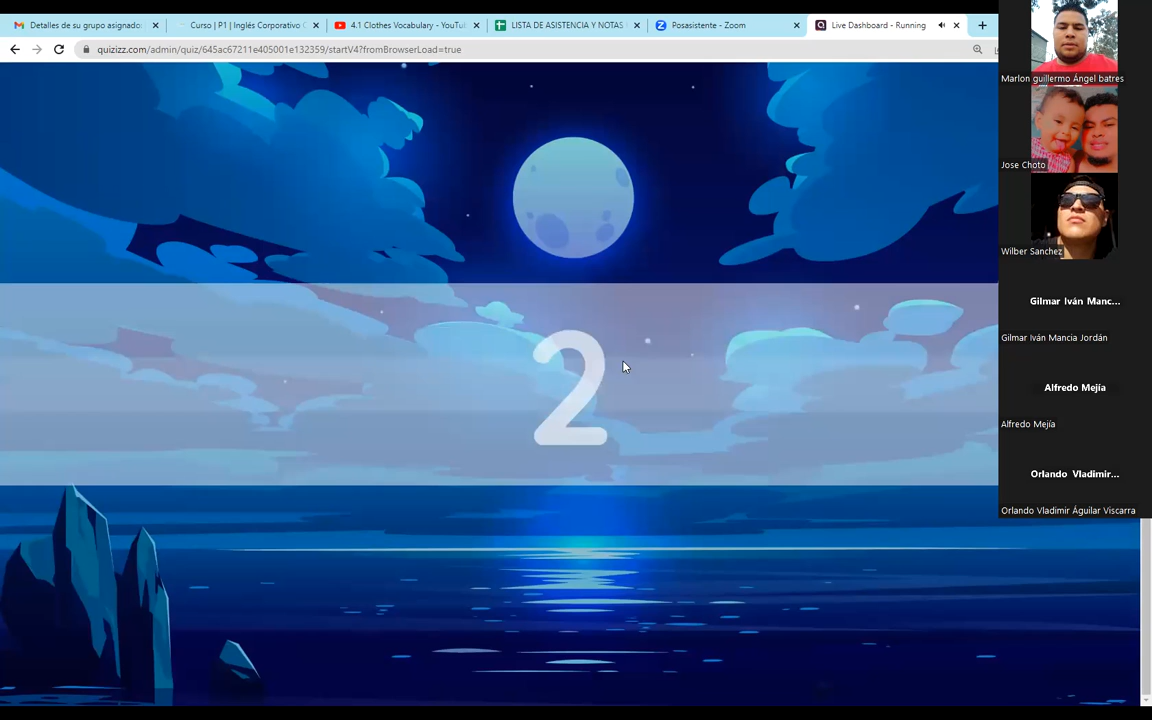 Detalles de su grupo asignado
Curso | P1 | Inglés Corporativo
4.1 Clothes Vocabulary - YouTu
LISTA DE ASISTENCIA Y NOTAS
Posasistente - Zoom
Live Dashboard - Running
quizizz.com/admin/quiz/645ac67211e405001e132359/startV4?fromBrowserLoad=true
2
Marlon guillermo Ángel batres
Jose Choto
Wilber Sanchez
Gilmar Iván Manc...
Gilmar Iván Mancia Jordán
Alfredo Mejía
Alfredo Mejía
Orlando Vladimir...
Orlando Vladimir Águilar Viscarra